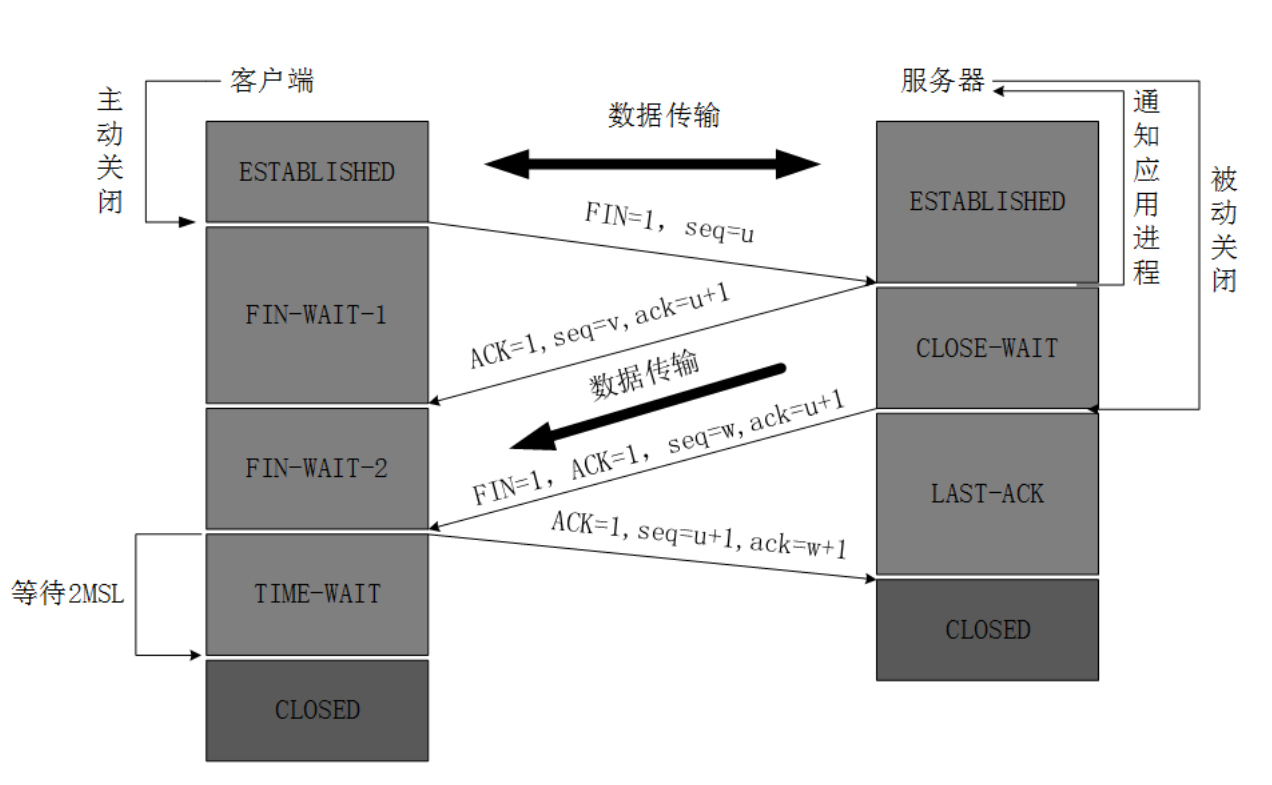 客户端
服务器
主动关闭
数据传输
通知应用进程
被动关闭
ESTABLISHED
ESTABLISHED
FIN=1, seq=u
FIN-WAIT-1
ACK=1,seq=v,ack=u+1
CLOSE-WAIT
数据传输
FIN=1, ACK=1, seq=w,ack=u+1
FIN-WAIT-2
LAST-ACK
ACK=1,seq=u+1,ack=w+1
等待2MSL
TIME-WAIT
CLOSED
CLOSED